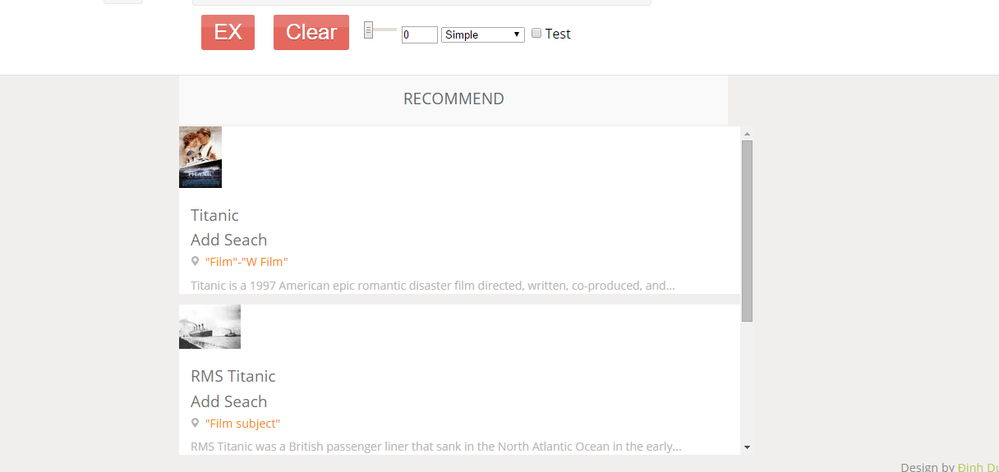 EX Clear 0 Simple Test
RECOMMEND
TITANIC
Titanic
Add Seach
"Film"-"W Film"
Titanic is a 1997 American epic romantic disaster film directed, written, co-produced, and...
RMS Titanic
Add Seach
"Film subject"
RMS Titanic was a British passenger liner that sank in the North Atlantic Ocean in the early...
Design by Đinh